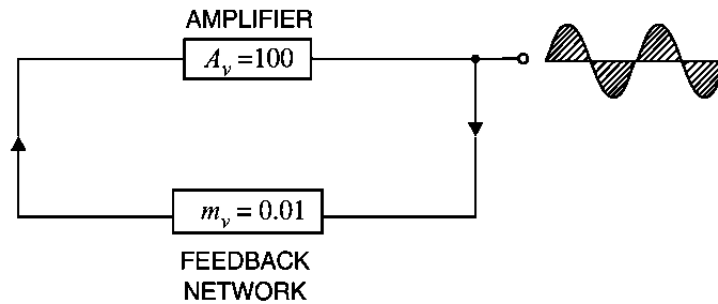 AMPLIFIER
A_v = 100
m_v = 0.01
FEEDBACK
NETWORK